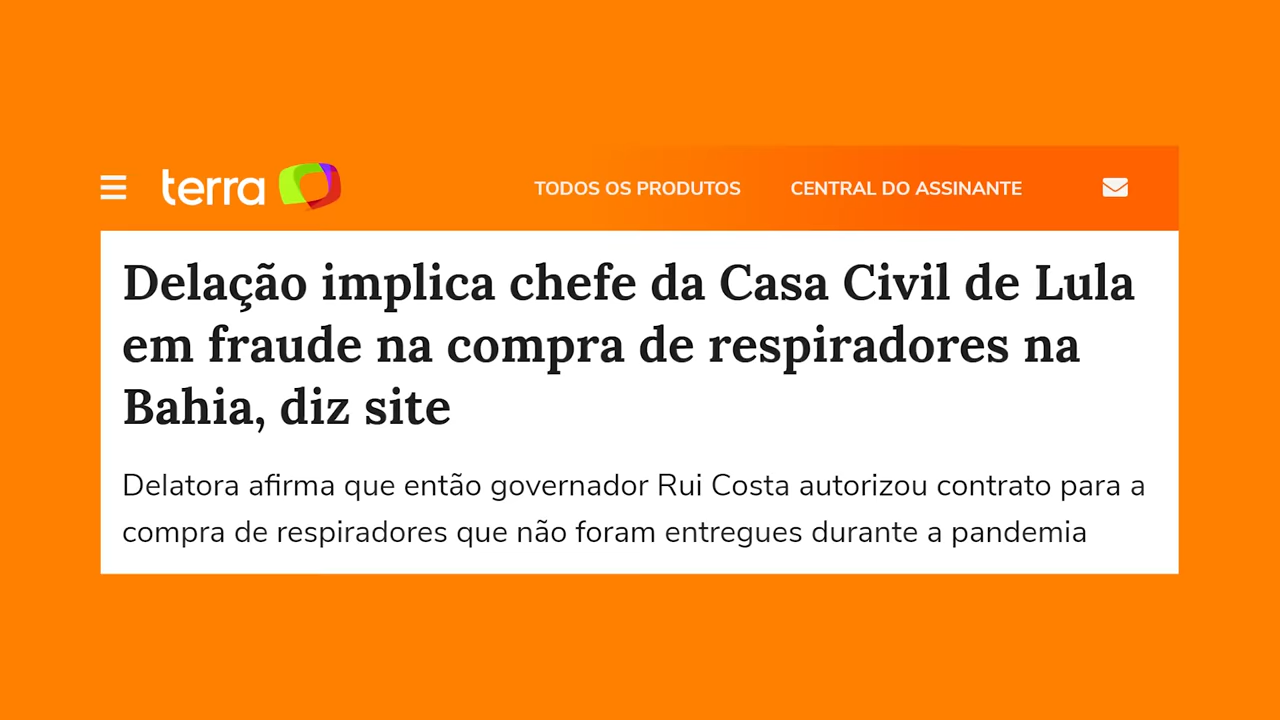 terra
TODOS OS PRODUTOS
CENTRAL DO ASSINANTE
Delação implica chefe da Casa Civil de Lula
em fraude na compra de respiradores na
Bahia, diz site
Delatora afirma que então governador Rui Costa autorizou contrato para a
compra de respiradores que não foram entregues durante a pandemia